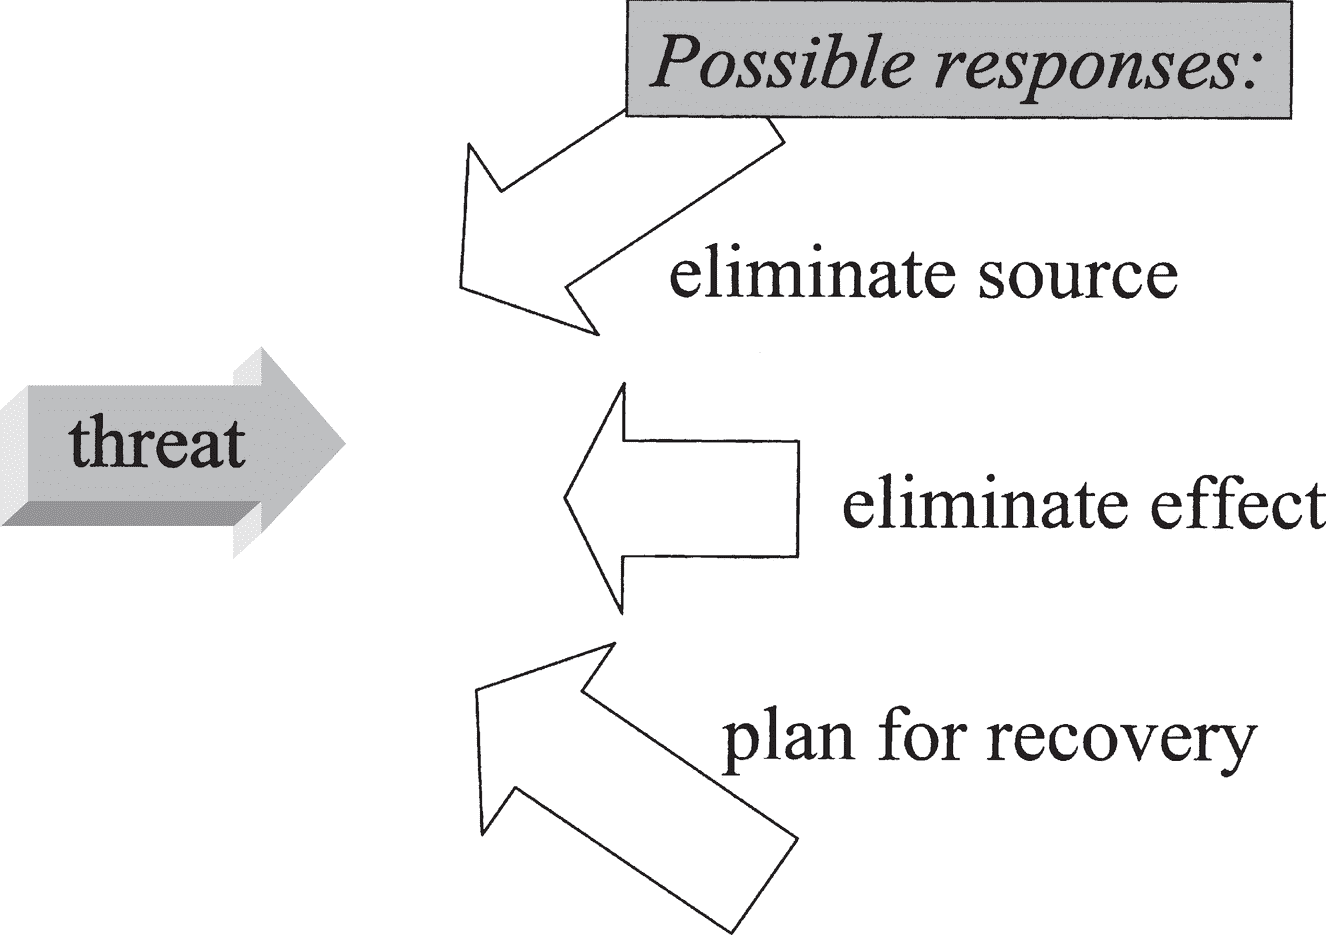 Possible responses:
eliminate source
threat
eliminate effect
plan for recovery